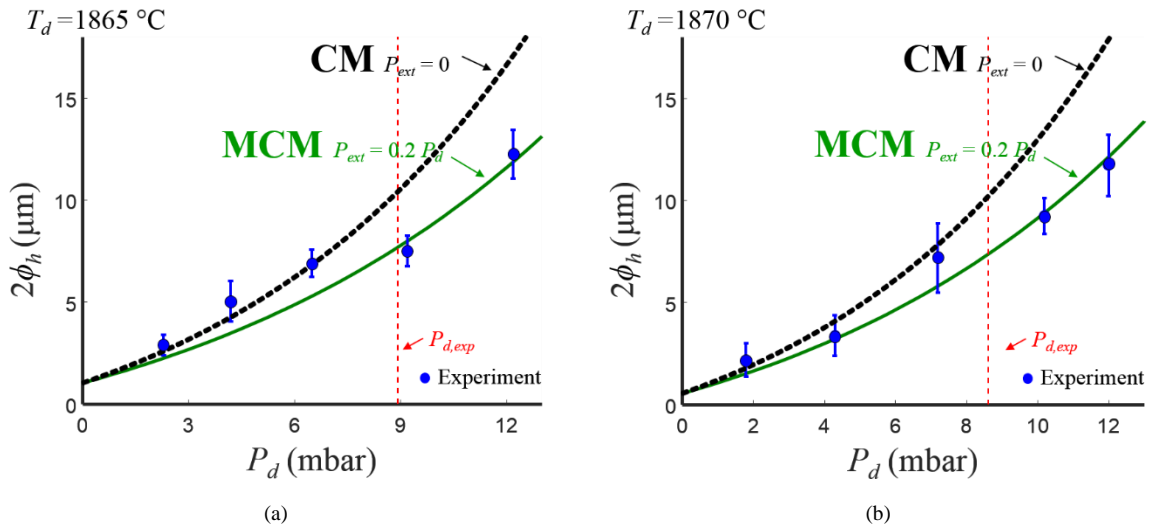 T_d =1865 °C
CM P_ext = 0
MCM P_ext = 0.2 P_d
P_d,exp
Experiment
15
10
5
0
2ϕ_h (μm)
0 3 6 9 12
P_d (mbar)
(a)
T_d =1870 °C
CM P_ext = 0
MCM P_ext = 0.2 P_d
P_d,exp
Experiment
15
10
5
0
2ϕ_h (μm)
0 2 4 6 8 10 12
P_d (mbar)
(b)